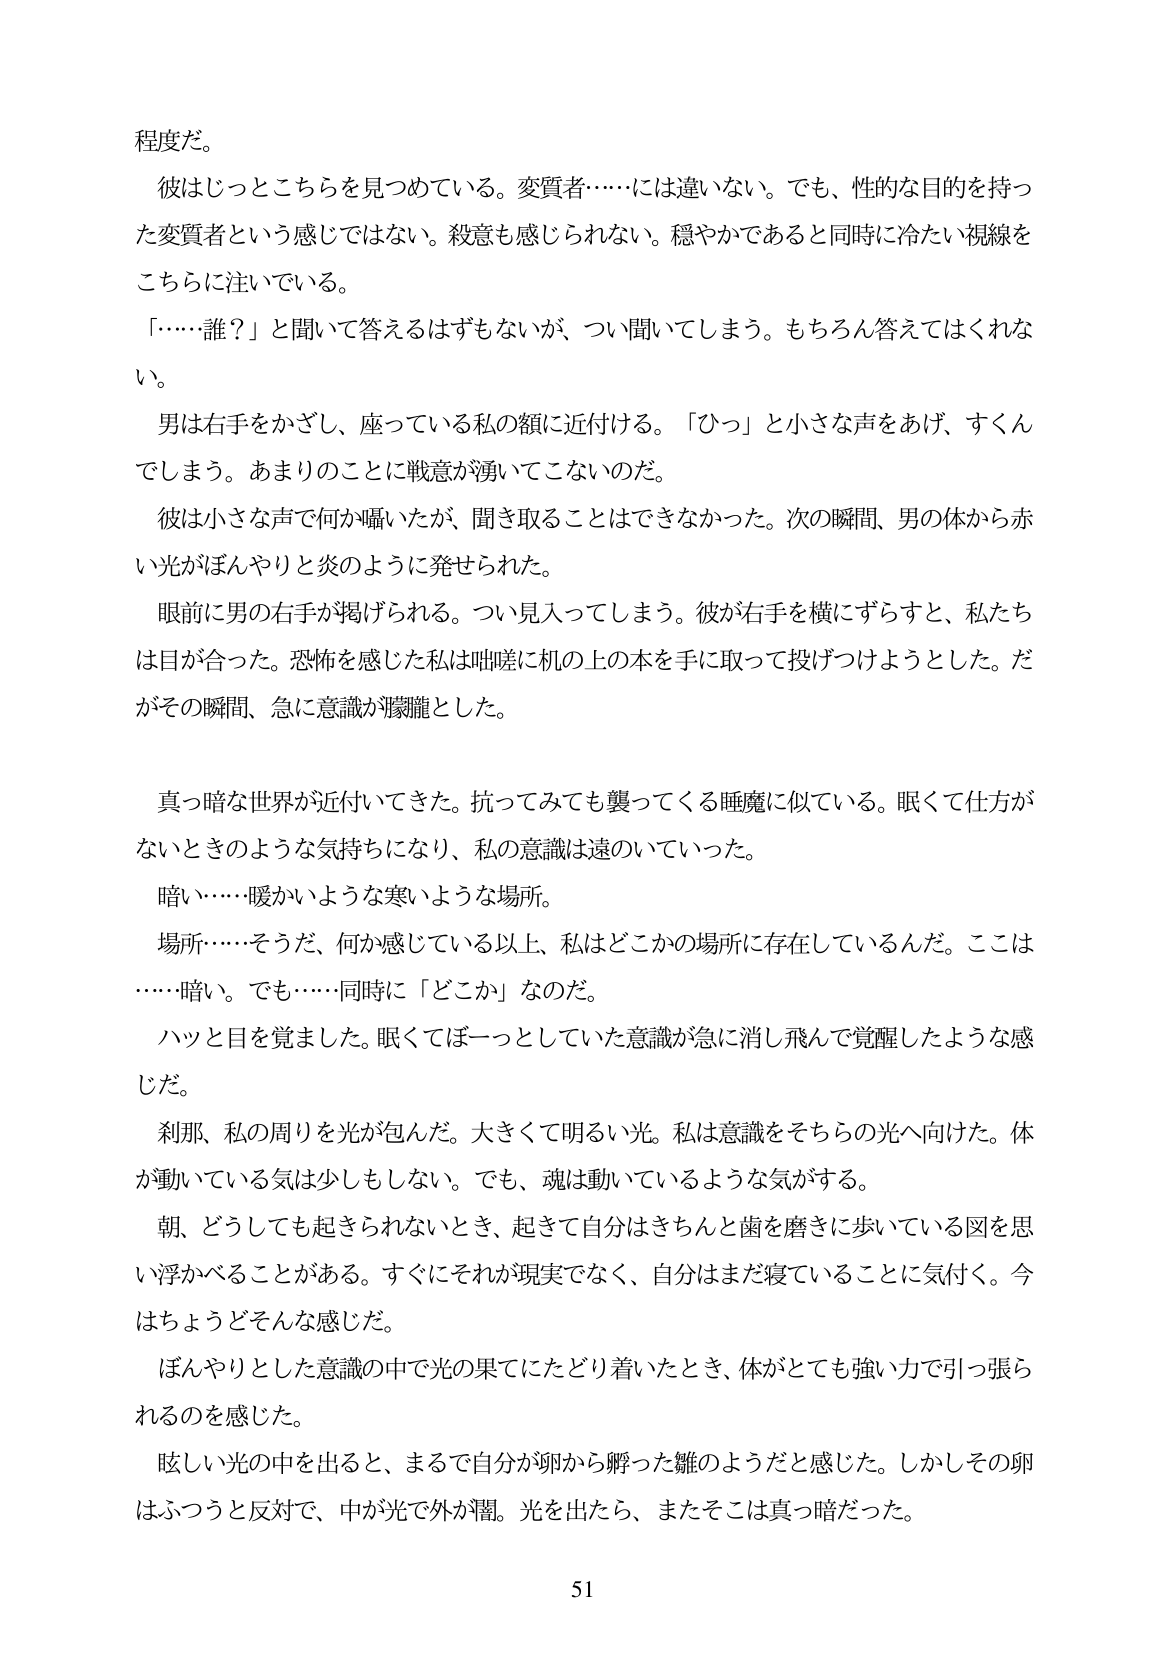 程度だ。
　彼はじっとこちらを見つめている。変質者……には違いない。でも、性的な目的を持っ
た変質者という感じではない。殺意も感じられない。穏やかであると同時に冷たい視線を
こちらに注いでいる。
「……誰？」と聞いて答えるはずもないが、つい聞いてしまう。もちろん答えてはくれな
い。
　男は右手をかざし、座っている私の額に近付ける。「ひっ」と小さな声をあげ、すくん
でしまう。あまりのことに戦意が湧いてこないのだ。
　彼は小さな声で何か囁いたが、聞き取ることはできなかった。次の瞬間、男の体から赤
い光がぼんやりと炎のように発せられた。
　眼前に男の右手が掲げられる。つい見入ってしまう。彼が右手を横にずらすと、私たち
は目が合った。恐怖を感じた私は咄嗟に机の上の本を手に取って投げつけようとした。だ
がその瞬間、急に意識が朦朧とした。
　真っ暗な世界が近付いてきた。抗ってみても襲ってくる睡魔に似ている。眠くて仕方が
ないときのような気持ちになり、私の意識は遠のいていった。
　暗い……暖かいような寒いような場所。
　場所……そうだ、何か感じている以上、私はどこかの場所に存在しているんだ。ここは
……暗い。でも……同時に「どこか」なのだ。
　ハッと目を覚ました。眠くてぼーっとしていた意識が急に消し飛んで覚醒したような感
じだ。
　刹那、私の周りを光が包んだ。大きくて明るい光。私は意識をそちらの光へ向けた。体
が動いている気は少しもしない。でも、魂は動いているような気がする。
　朝、どうしても起きられないとき、起きて自分はきちんと歯を磨きに歩いている図を思
い浮かべることがある。すぐにそれが現実でなく、自分はまだ寝ていることに気付く。今
はちょうどそんな感じだ。
　ぼんやりとした意識の中で光の果てにたどり着いたとき、体がとても強い力で引っ張ら
れるのを感じた。
　眩しい光の中を出ると、まるで自分が卵から孵った雛のようだと感じた。しかしその卵
はふつうと反対で、中が光で外が闇。光を出たら、またそこは真っ暗だった。
51